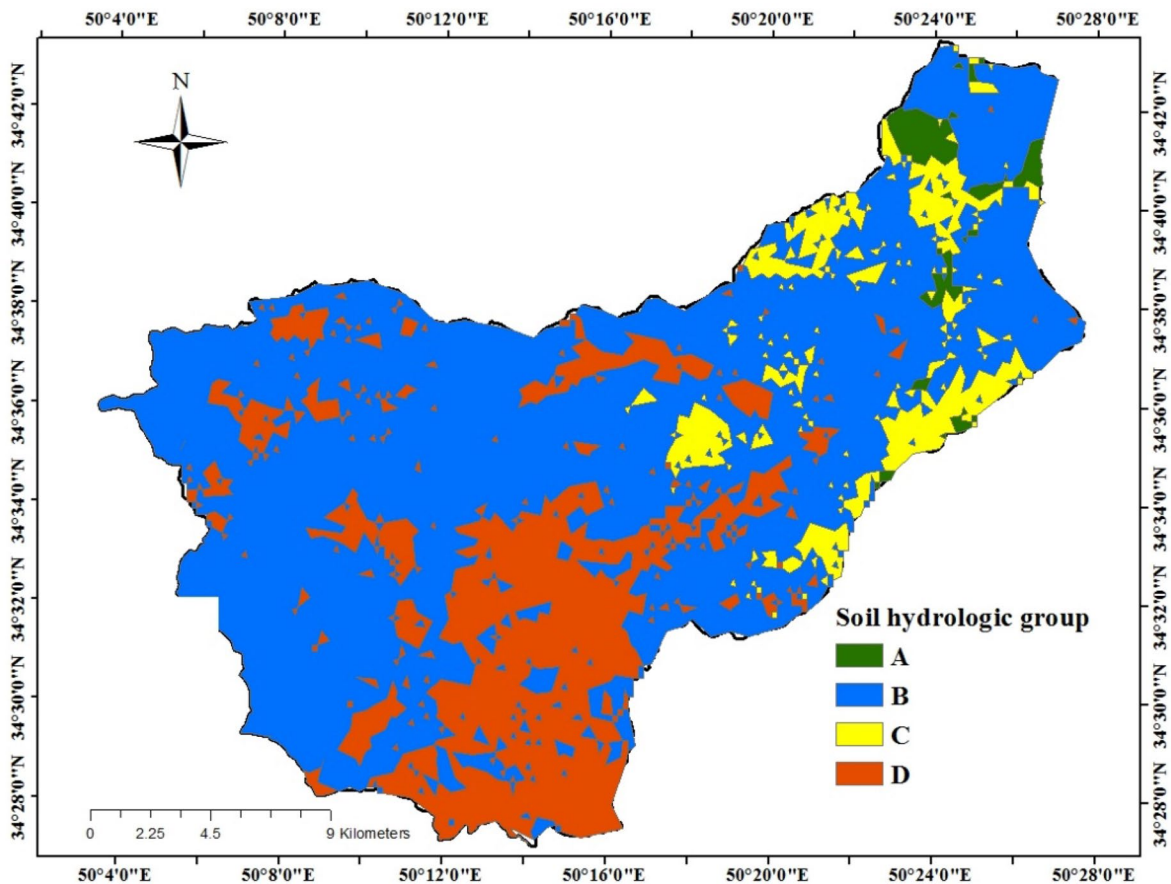 50°4'0"E 50°8'0"E 50°12'0"E 50°16'0"E 50°20'0"E 50°24'0"E 50°28'0"E
N
34°42'0"N 34°42'0"N
34°40'0"N 34°40'0"N
34°38'0"N 34°38'0"N
34°36'0"N 34°36'0"N
34°34'0"N 34°34'0"N
34°32'0"N 34°32'0"N
Soil hydrologic group
A
B
34°30'0"N 34°30'0"N
C
D
34°28'0"N 34°28'0"N
0 2.25 4.5 9 Kilometers
50°4'0"E 50°8'0"E 50°12'0"E 50°16'0"E 50°20'0"E 50°24'0"E 50°28'0"E